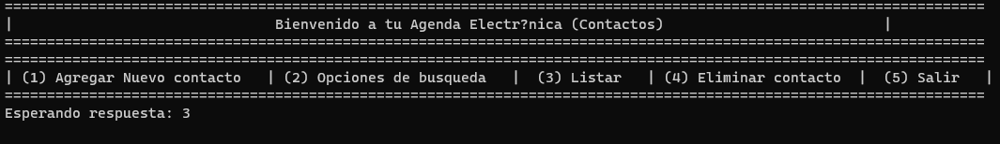 ====================================================================================================================
|                               Bienvenido a tu Agenda Electr?nica (Contactos)                          |
====================================================================================================================
====================================================================================================================
| (1) Agregar Nuevo contacto   | (2) Opciones de busqueda   |  (3) Listar   | (4) Eliminar contacto  |  (5) Salir   |
====================================================================================================================
Esperando respuesta: 3